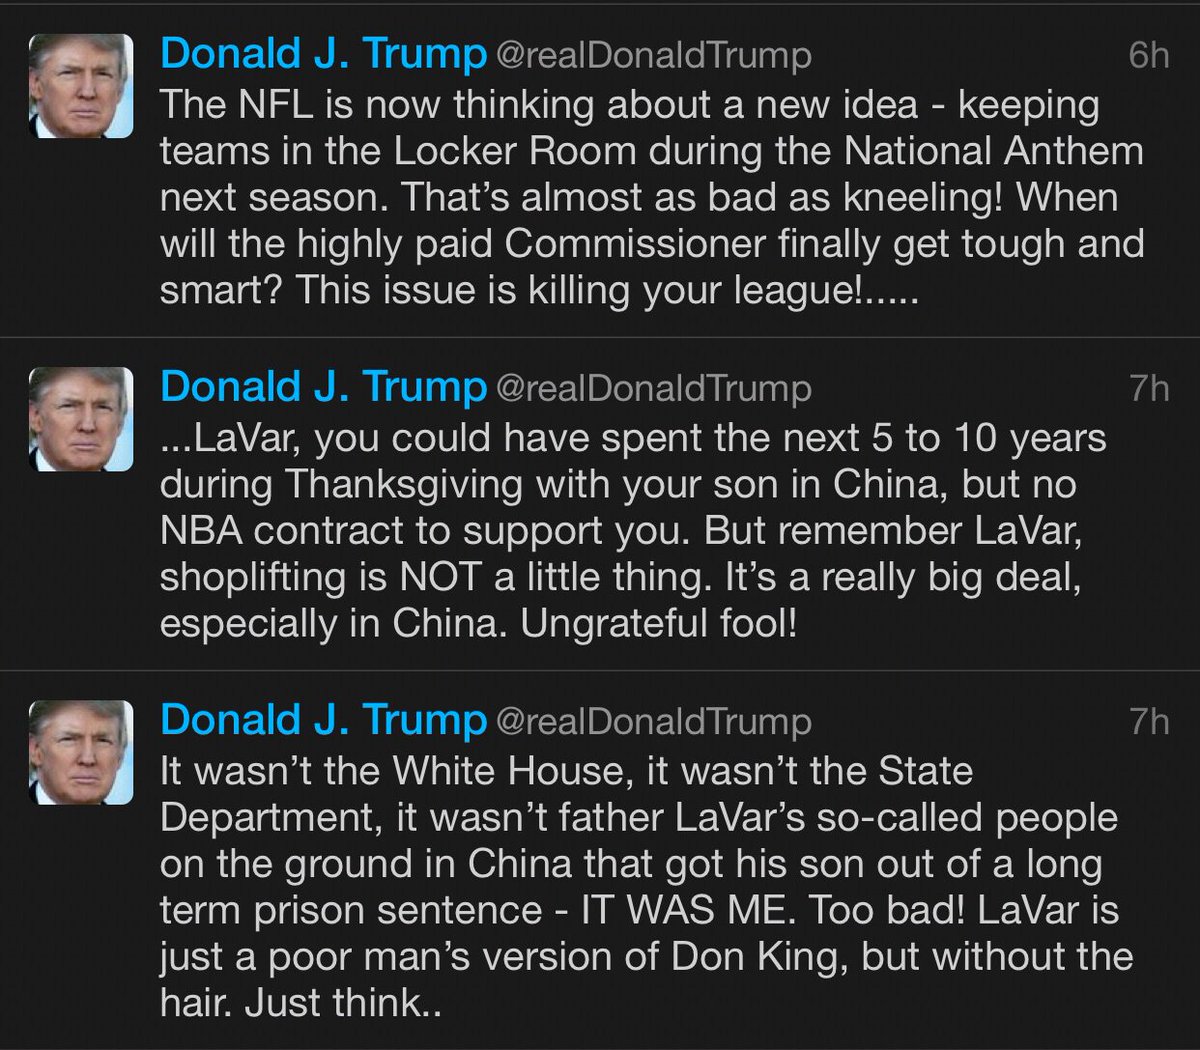 Donald J. Trump @realDonaldTrump 6h
The NFL is now thinking about a new idea - keeping
teams in the Locker Room during the National Anthem
next season. That’s almost as bad as kneeling! When
will the highly paid Commissioner finally get tough and
smart? This issue is killing your league!.....
Donald J. Trump @realDonaldTrump 7h
...LaVar, you could have spent the next 5 to 10 years
during Thanksgiving with your son in China, but no
NBA contract to support you. But remember LaVar,
shoplifting is NOT a little thing. It’s a really big deal,
especially in China. Ungrateful fool!
Donald J. Trump @realDonaldTrump 7h
It wasn’t the White House, it wasn’t the State
Department, it wasn’t father LaVar’s so-called people
on the ground in China that got his son out of a long
term prison sentence - IT WAS ME. Too bad! LaVar is
just a poor man’s version of Don King, but without the
hair. Just think..